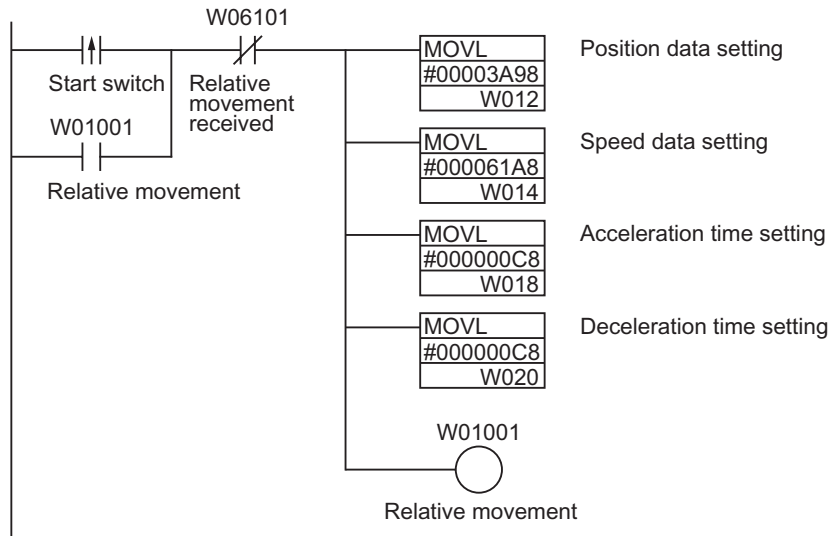 W06101
Start switch
Relative
movement
received
W01001
Relative movement
MOVL
#00003A98
W012
Position data setting
MOVL
#000061A8
W014
Speed data setting
MOVL
#000000C8
W018
Acceleration time setting
MOVL
#000000C8
W020
Deceleration time setting
W01001
Relative movement